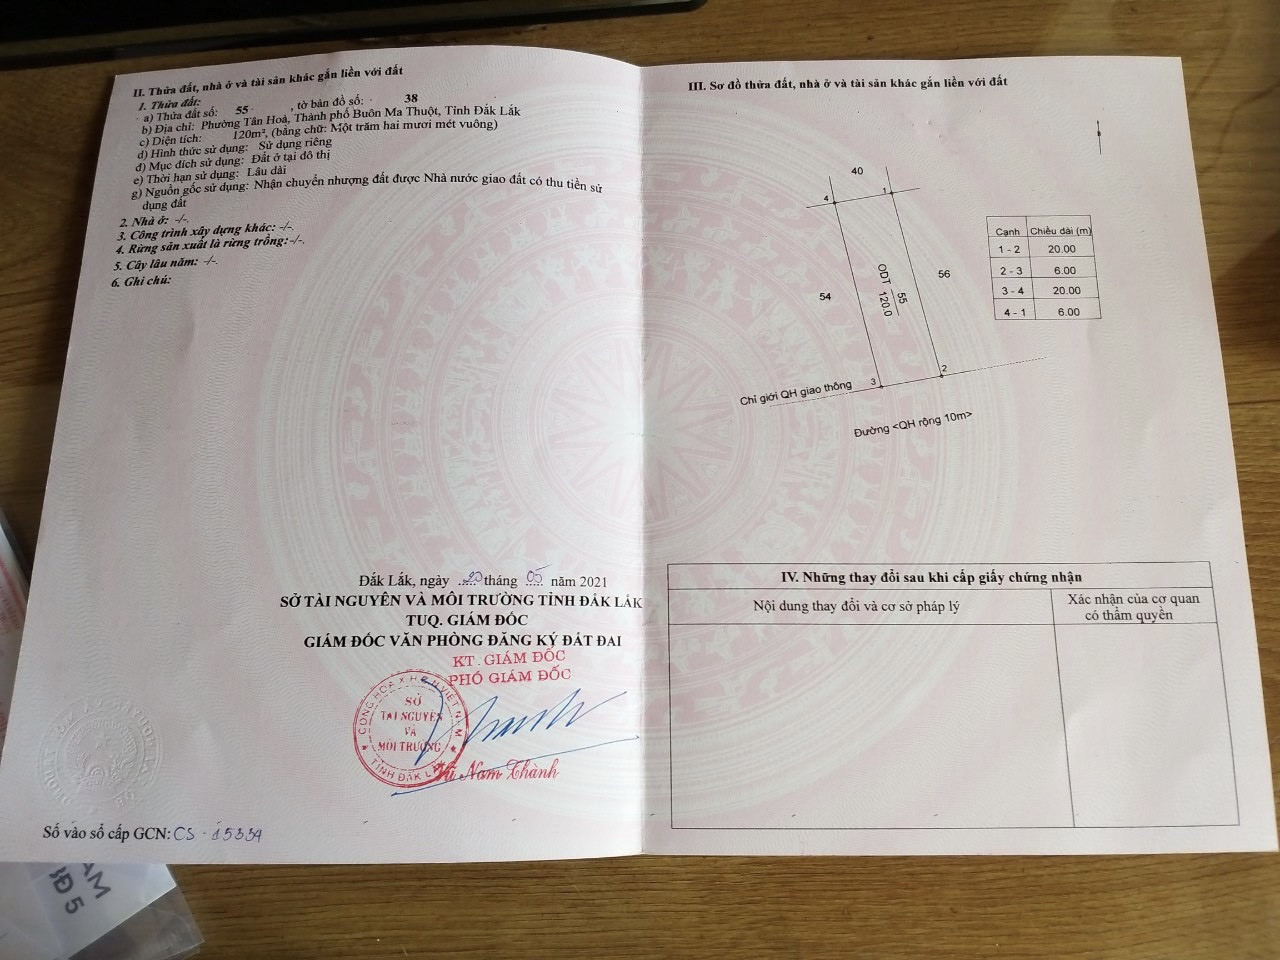 II. Thửa đất, nhà ở và tài sản khác gắn liền với đất
1. Thửa đất:
a) Thửa đất số: 55 , tờ bản đồ số: 38
b) Địa chỉ: Phường Tân Hoà, Thành phố Buôn Ma Thuột, Tỉnh Đắk Lắk
c) Diện tích: 120m², (bằng chữ: Một trăm hai mươi mét vuông)
d) Hình thức sử dụng: Sử dụng riêng
đ) Mục đích sử dụng: Đất ở tại đô thị
e) Thời hạn sử dụng: Lâu dài
g) Nguồn gốc sử dụng: Nhận chuyển nhượng đất được Nhà nước giao đất có thu tiền sử
dụng đất
2. Nhà ở: -/-.
3. Công trình xây dựng khác: -/-.
4. Rừng sản xuất là rừng trồng:-/-.
5. Cây lâu năm: -/-.
6. Ghi chú:
Đắk Lắk, ngày 20 tháng 05 năm 2021
SỞ TÀI NGUYÊN VÀ MÔI TRƯỜNG TỈNH ĐẮK LẮK
TUQ. GIÁM ĐỐC
GIÁM ĐỐC VĂN PHÒNG ĐĂNG KÝ ĐẤT ĐAI
KT. GIÁM ĐỐC
PHÓ GIÁM ĐỐC
CỘNG HÒA X.H.C.N VIỆT NAM
SỞ
TÀI NGUYÊN
VÀ
MÔI TRƯỜNG
TỈNH ĐẮK LẮK
Vũ Nam Thành
Số vào sổ cấp GCN: CS - 15334
III. Sơ đồ thửa đất, nhà ở và tài sản khác gắn liền với đất
40
4
1
54
ODT 55
120.0
56
3
2
Chỉ giới QH giao thông
Đường <QH rộng 10m>
Cạnh Chiều dài (m)
1 - 2 20.00
2 - 3 6.00
3 - 4 20.00
4 - 1 6.00
IV. Những thay đổi sau khi cấp giấy chứng nhận
Nội dung thay đổi và cơ sở pháp lý
Xác nhận của cơ quan
có thẩm quyền
ĐĐ 5